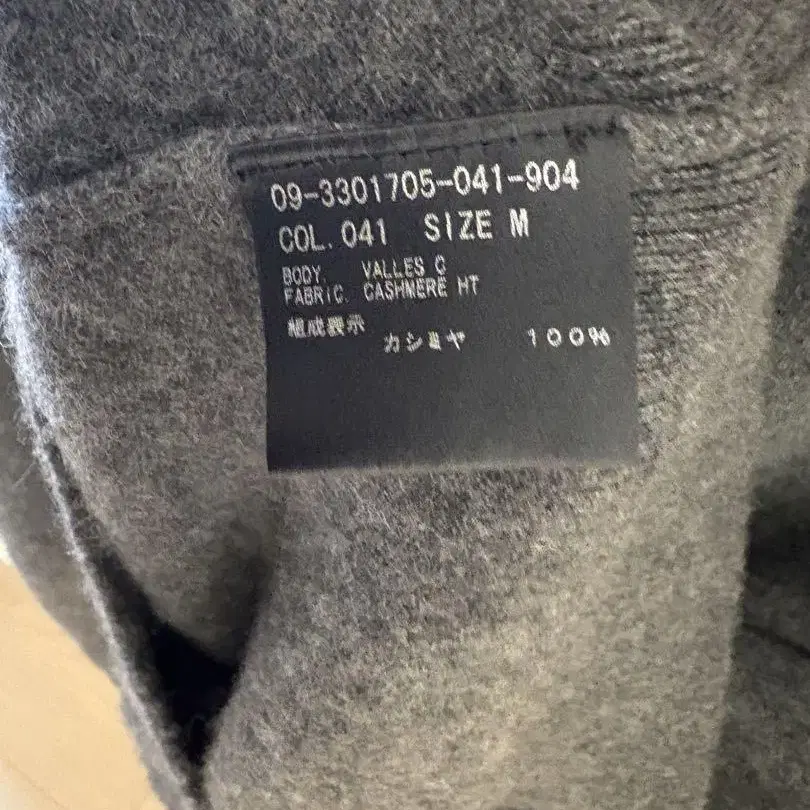 09-3301705-041-904
COL. 041 SIZE M
BODY. VALLES C
FABRIC. CASHMERE HT
組成表示
カシミヤ 100%